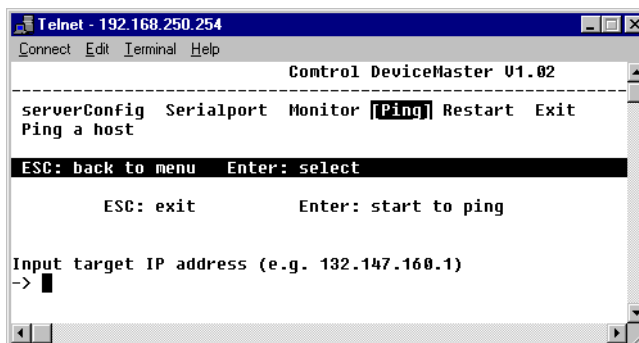 Telnet - 192.168.250.254
Connect Edit Terminal Help
Comtrol DeviceMaster V1.02
------------------------------------------------------------------------------
serverConfig Serialport Monitor [Ping] Restart Exit
Ping a host
ESC: back to menu Enter: select
ESC: exit Enter: start to ping
Input target IP address (e.g. 132.147.160.1)
->